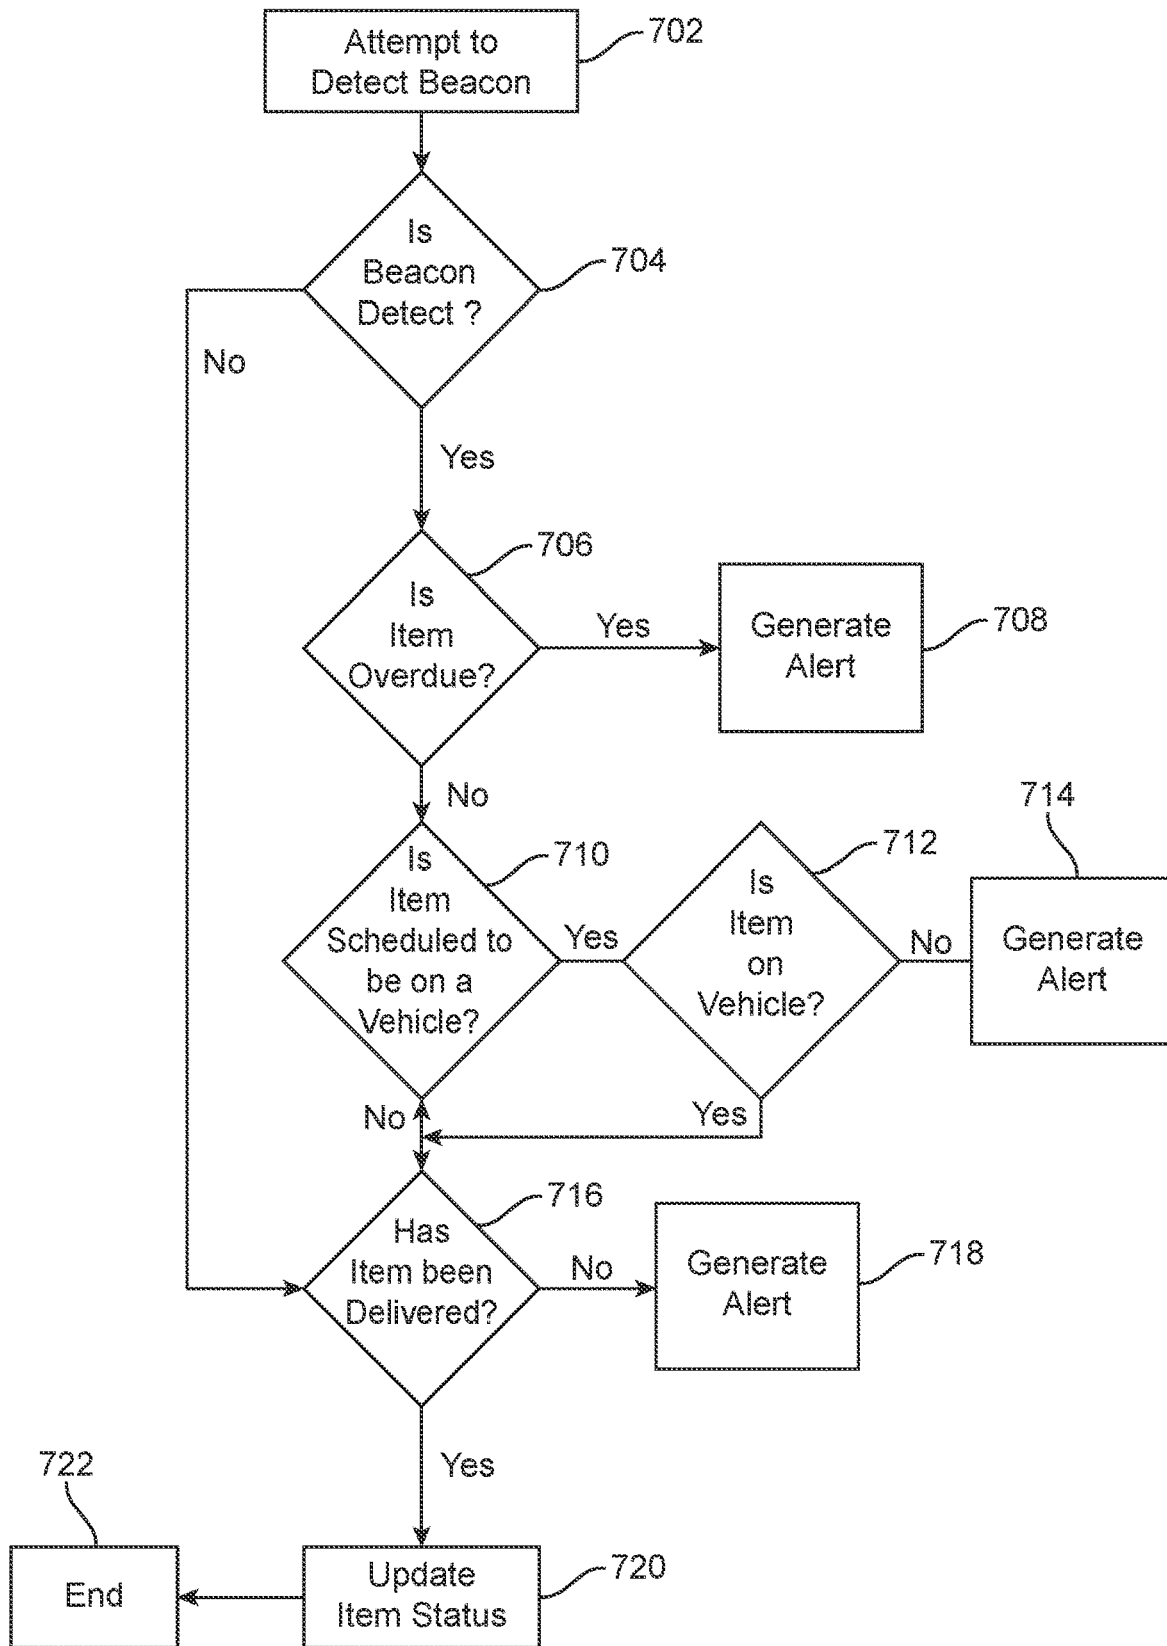 Attempt to
Detect Beacon
702
Is
Beacon
Detect ?
704
No
Yes
706
Is
Item
Overdue?
Yes
Generate
Alert
708
No
Is
Item
Scheduled to
be on a
Vehicle?
710
Yes
Is
Item
on
Vehicle?
712
No
714
Generate
Alert
No
Yes
Has
Item been
Delivered?
716
No
Generate
Alert
718
Yes
722
End
Update
Item Status
720